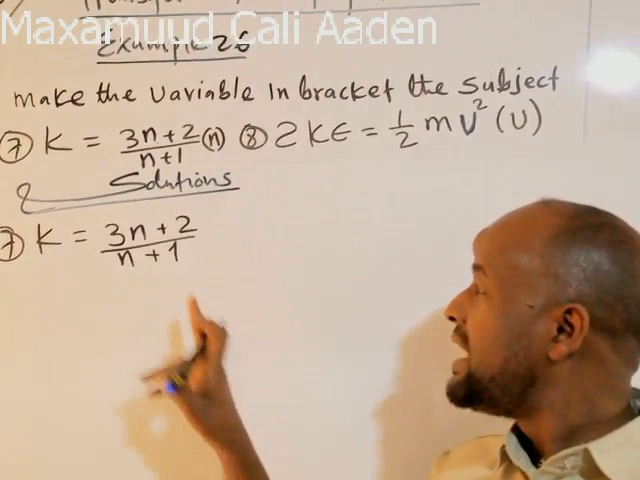 Maxamuud Cali Aaden
Example 26
make the variable in bracket the subject
⑦ K = 3n+2/n+1 (n) ⑧ 2KE = 1/2 mv² (v)
Solutions
⑦ K = 3n+2/n+1